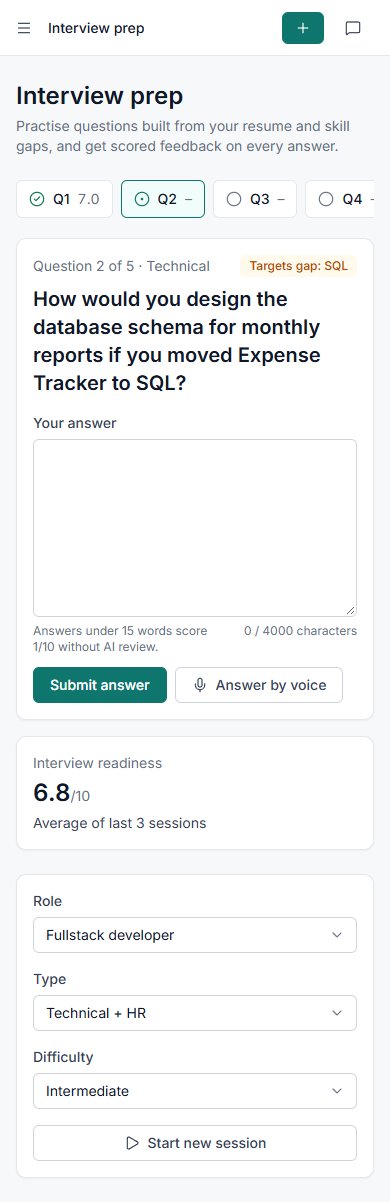 Interview prep
Interview prep
Practise questions built from your resume and skill
gaps, and get scored feedback on every answer.
Q1 7.0
Q2 –
Q3 –
Q4 –
Question 2 of 5 · Technical
Targets gap: SQL
How would you design the
database schema for monthly
reports if you moved Expense
Tracker to SQL?
Your answer
Answers under 15 words score
1/10 without AI review.
0 / 4000 characters
Submit answer
Answer by voice
Interview readiness
6.8/10
Average of last 3 sessions
Role
Fullstack developer
Type
Technical + HR
Difficulty
Intermediate
Start new session